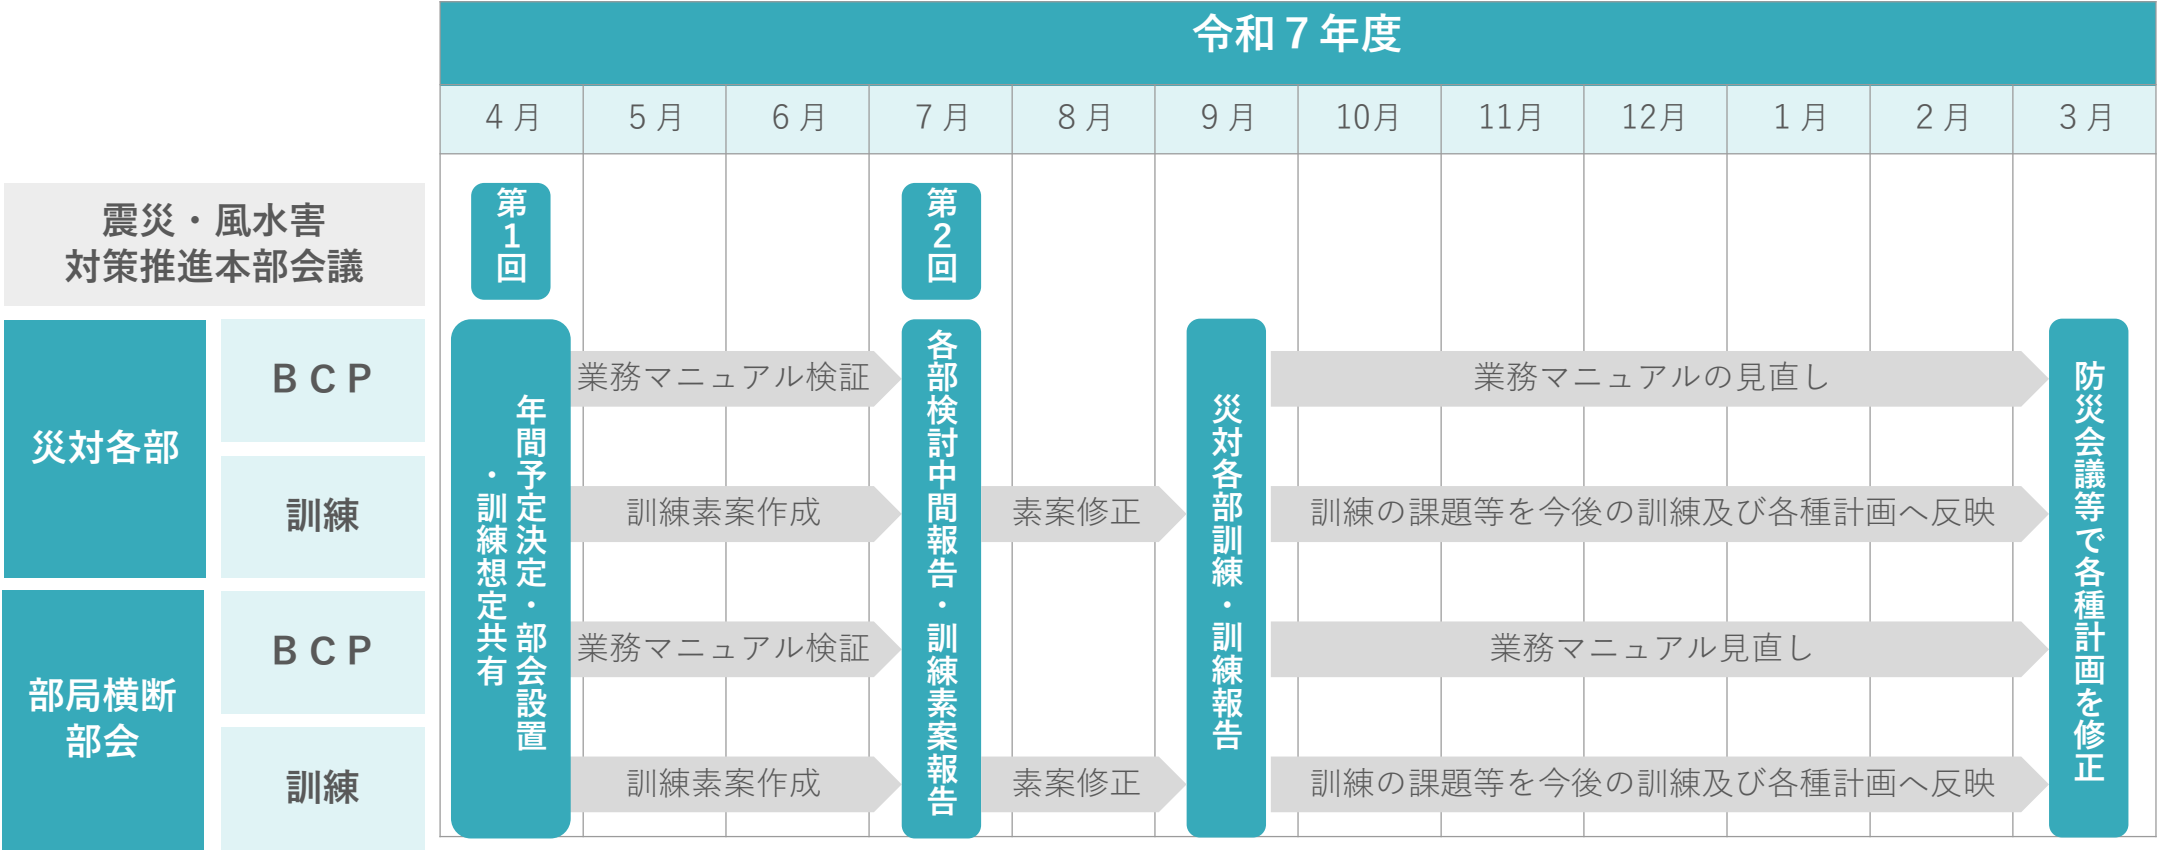 令和７年度
４月
５月
６月
７月
８月
９月
10月
11月
12月
１月
２月
３月
震災・風水害
対策推進本部会議
第１回
第２回
災対各部
ＢＣＰ
訓練
部局横断
部会
ＢＣＰ
訓練
年間予定決定・部会設置
・訓練想定共有
業務マニュアル検証
訓練素案作成
業務マニュアル検証
訓練素案作成
各部検討中間報告・訓練素案報告
素案修正
素案修正
災対各部訓練・訓練報告
業務マニュアルの見直し
訓練の課題等を今後の訓練及び各種計画へ反映
業務マニュアル見直し
訓練の課題等を今後の訓練及び各種計画へ反映
防災会議等で各種計画を修正